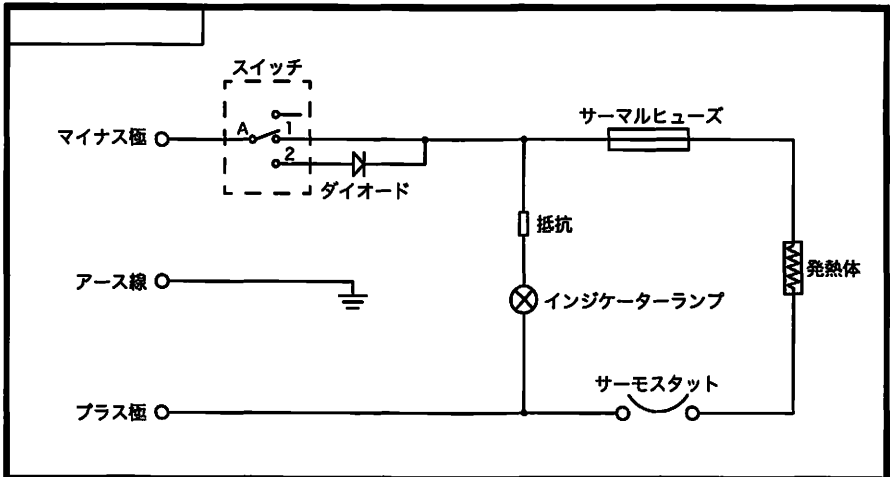 スイッチ
マイナス極
A
1
2
ダイオード
サーマルヒューズ
抵抗
アース線
発熱体
インジケーターランプ
サーモスタット
プラス極